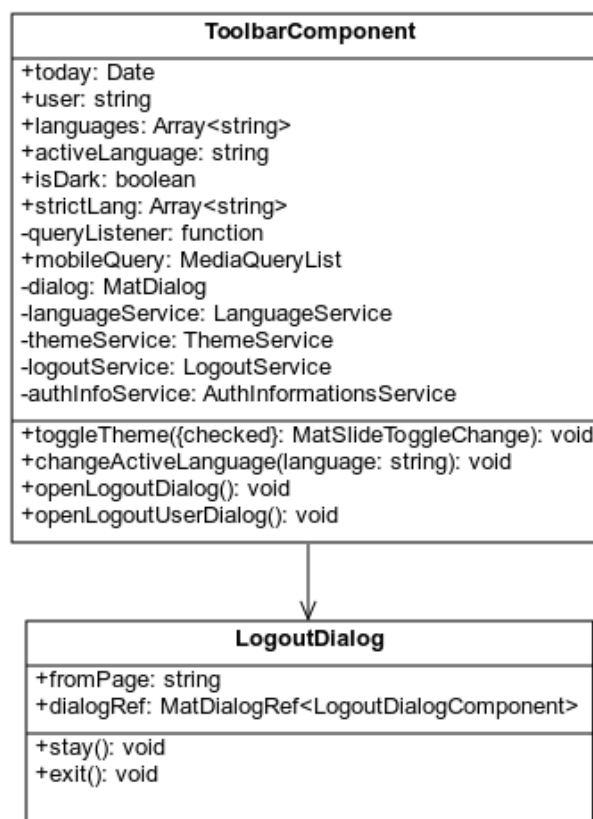 ToolbarComponent
+today: Date
+user: string
+languages: Array<string>
+activeLanguage: string
+isDark: boolean
+strictLang: Array<string>
-queryListener: function
+mobileQuery: MediaQueryList
-dialog: MatDialog
-languageService: LanguageService
-themeService: ThemeService
-logoutService: LogoutService
-authInfoService: AuthInformationsService
+toggleTheme({checked}: MatSlideToggleChange): void
+changeActiveLanguage(language: string): void
+openLogoutDialog(): void
+openLogoutUserDialog(): void
LogoutDialog
+fromPage: string
+dialogRef: MatDialogRef<LogoutDialogComponent>
+stay(): void
+exit(): void